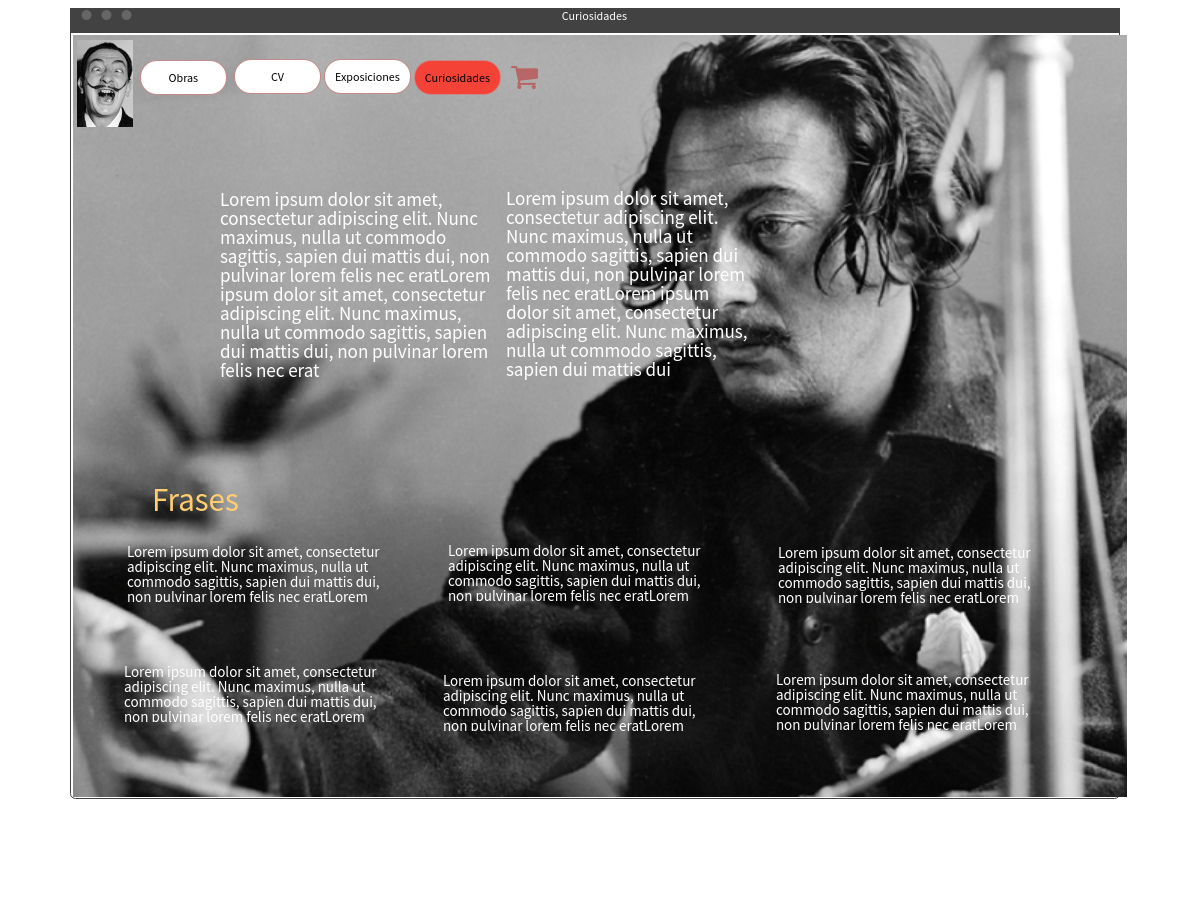 Curiosidades
Obras
CV
Exposiciones
Curiosidades
Lorem ipsum dolor sit amet,
consectetur adipiscing elit. Nunc
maximus, nulla ut commodo
sagittis, sapien dui mattis dui, non
pulvinar lorem felis nec eratLorem
ipsum dolor sit amet, consectetur
adipiscing elit. Nunc maximus,
nulla ut commodo sagittis, sapien
dui mattis dui, non pulvinar lorem
felis nec erat
Lorem ipsum dolor sit amet,
consectetur adipiscing elit.
Nunc maximus, nulla ut
commodo sagittis, sapien dui
mattis dui, non pulvinar lorem
felis nec eratLorem ipsum
dolor sit amet, consectetur
adipiscing elit. Nunc maximus,
nulla ut commodo sagittis,
sapien dui mattis dui
Frases
Lorem ipsum dolor sit amet, consectetur
adipiscing elit. Nunc maximus, nulla ut
commodo sagittis, sapien dui mattis dui,
non pulvinar lorem felis nec eratLorem
Lorem ipsum dolor sit amet, consectetur
adipiscing elit. Nunc maximus, nulla ut
commodo sagittis, sapien dui mattis dui,
non pulvinar lorem felis nec eratLorem
Lorem ipsum dolor sit amet, consectetur
adipiscing elit. Nunc maximus, nulla ut
commodo sagittis, sapien dui mattis dui,
non pulvinar lorem felis nec eratLorem
Lorem ipsum dolor sit amet, consectetur
adipiscing elit. Nunc maximus, nulla ut
commodo sagittis, sapien dui mattis dui,
non pulvinar lorem felis nec eratLorem
Lorem ipsum dolor sit amet, consectetur
adipiscing elit. Nunc maximus, nulla ut
commodo sagittis, sapien dui mattis dui,
non pulvinar lorem felis nec eratLorem
Lorem ipsum dolor sit amet, consectetur
adipiscing elit. Nunc maximus, nulla ut
commodo sagittis, sapien dui mattis dui,
non pulvinar lorem felis nec eratLorem